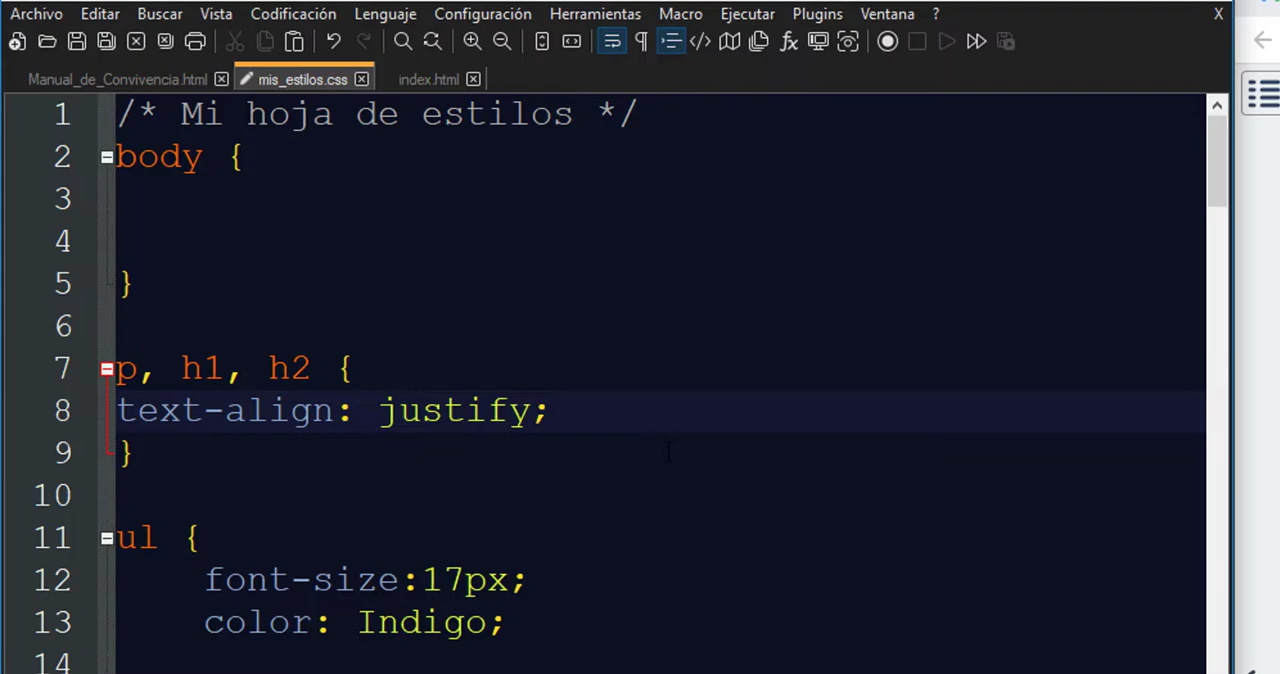 Archivo Editar Buscar Vista Codificación Lenguaje Configuración Herramientas Macro Ejecutar Plugins Ventana ? X
Manual_de_Convivencia.html mis_estilos.css index.html
1 /* Mi hoja de estilos */
2 body {
3
4
5 }
6
7 p, h1, h2 {
8 text-align: justify;
9 }
10
11 ul {
12 font-size:17px;
13 color: Indigo;
14